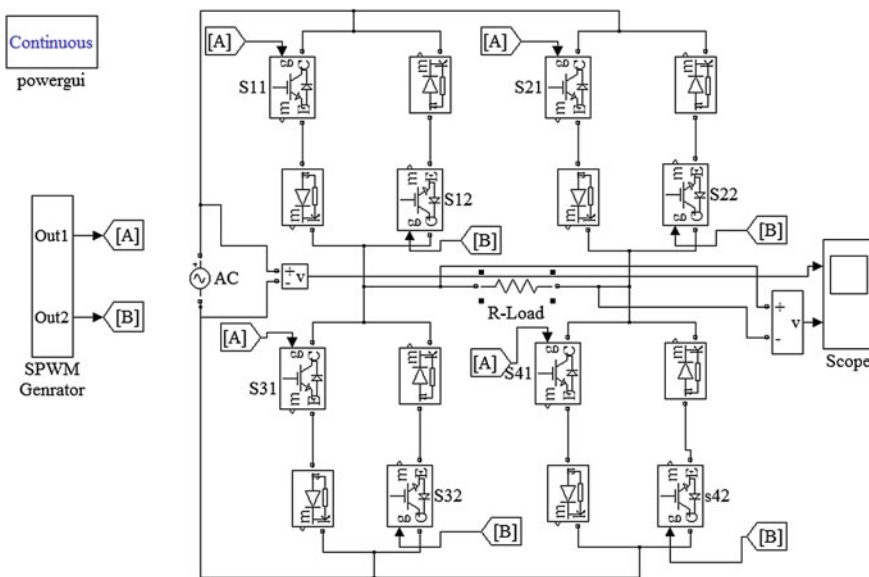 Continuous
powergui
[A]
[A]
g
C
m
E
S11
m
k
a
g
C
m
E
S21
m
k
a
a
m
k
m
E
g
C
S12
[B]
a
m
k
m
E
g
C
S22
[B]
Out1
[A]
Out2
[B]
SPWM
Genrator
AC
+
-
v
R-Load
+
-
v
Scope
[A]
g
C
m
E
S31
m
k
a
[A]
g
C
m
E
S41
m
k
a
a
m
k
m
E
g
C
S32
[B]
a
m
k
m
E
g
C
s42
[B]